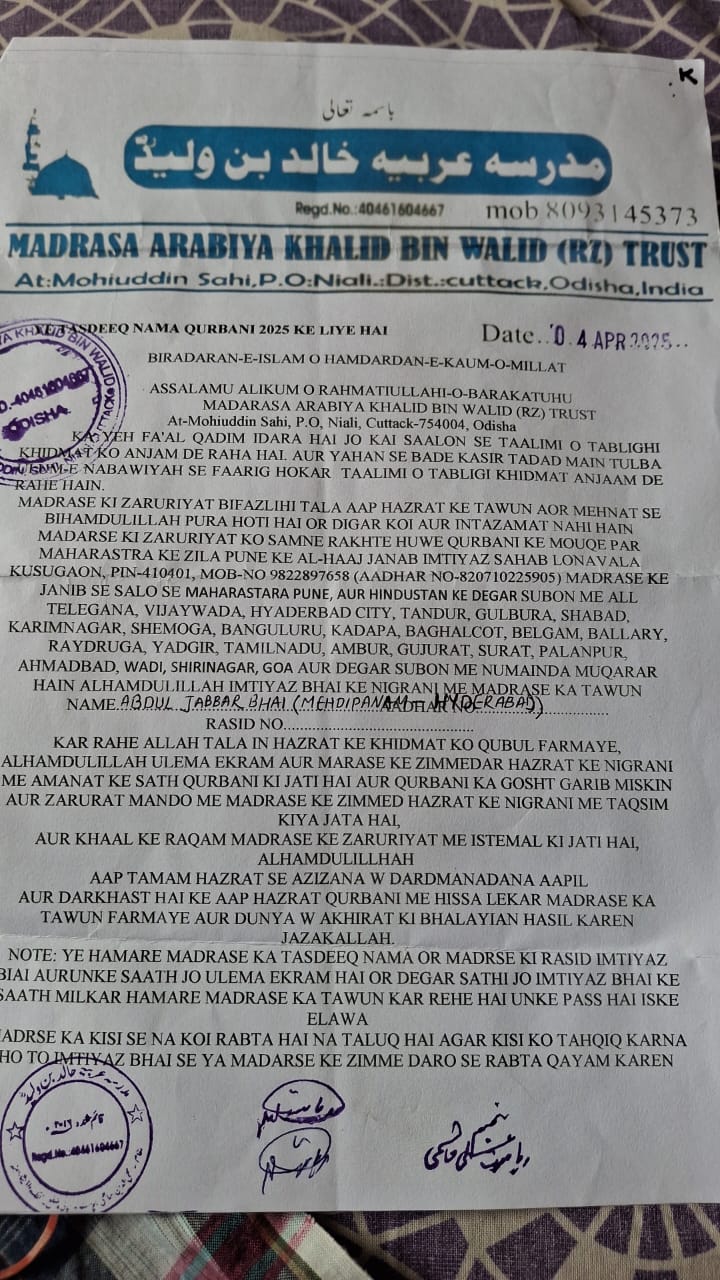 K
باسمہ تعالی
مدرسہ عربیہ خالد بن ولیدؓ
Regd.No.:40461604667 mob 8093145373
MADRASA ARABIYA KHALID BIN WALID (RZ) TRUST
At:Mohiuddin Sahi,P.O:Niali.:Dist.:cuttack,Odisha,India
YE TASDEEQ NAMA QURBANI 2025 KE LIYE HAI Date..04 APR 2025..
BIRADARAN-E-ISLAM O HAMDARDAN-E-KAUM-O-MILLAT
ASSALAMU ALIKUM O RAHMATIULLAHI-O-BARAKATUHU
MADARASA ARABIYA KHALID BIN WALID (RZ) TRUST
At-Mohiuddin Sahi, P.O, Niali, Cuttack-754004, Odisha
KA YEH FA'AL QADIM IDARA HAI JO KAI SAALON SE TAALIMI O TABLIGHI
KHIDMAT KO ANJAM DE RAHA HAI. AUR YAHAN SE BADE KASIR TADAD MAIN TULBA
NABAWIYAH SE FAARIG HOKAR TAALIMI O TABLIGI KHIDMAT ANJAAM DE
RAHE HAIN.
MADRASE KI ZARURIYAT BIFAZLIHI TALA AAP HAZRAT KE TAWUN AOR MEHNAT SE
BIHAMDULILLAH PURA HOTI HAI OR DIGAR KOI AUR INTAZAMAT NAHI HAIN
MADARSE KI ZARURIYAT KO SAMNE RAKHTE HUWE QURBANI KE MOUQE PAR
MAHARASTRA KE ZILA PUNE KE AL-HAAJ JANAB IMTIYAZ SAHAB LONAVALA
KUSUGAON, PIN-410401, MOB-NO 9822897658 (AADHAR NO-820710225905) MADRASE KE
JANIB SE SALO SE MAHARASTARA PUNE, AUR HINDUSTAN KE DEGAR SUBON ME ALL
TELEGANA, VIJAYWADA, HYADERBAD CITY, TANDUR, GULBURA, SHABAD,
KARIMNAGAR, SHEMOGA, BANGULURU, KADAPA, BAGHALCOT, BELGAM, BALLARY,
RAYDRUGA, YADGIR, TAMILNADU, AMBUR, GUJURAT, SURAT, PALANPUR,
AHMADBAD, WADI, SHIRINAGAR, GOA AUR DEGAR SUBON ME NUMAINDA MUQARAR
HAIN ALHAMDULILLAH IMTIYAZ BHAI KE NIGRANI ME MADRASE KA TAWUN
NAME ABDUL JABBAR BHAI (MEHDIPANAM - HYDERABAD) AADHAR NO
RASID NO
KAR RAHE ALLAH TALA IN HAZRAT KE KHIDMAT KO QUBUL FARMAYE,
ALHAMDULILLAH ULEMA EKRAM AUR MARASE KE ZIMMEDAR HAZRAT KE NIGRANI
ME AMANAT KE SATH QURBANI KI JATI HAI AUR QURBANI KA GOSHT GARIB MISKIN
AUR ZARURAT MANDO ME MADRASE KE ZIMMED HAZRAT KE NIGRANI ME TAQSIM
KIYA JATA HAI,
AUR KHAAL KE RAQAM MADRASE KE ZARURIYAT ME ISTEMAL KI JATI HAI,
ALHAMDULILLHAH
AAP TAMAM HAZRAT SE AZIZANA W DARDMANADANA AAPIL
AUR DARKHAST HAI KE AAP HAZRAT QURBANI ME HISSA LEKAR MADRASE KA
TAWUN FARMAYE AUR DUNYA W AKHIRAT KI BHALAYIAN HASIL KAREN
JAZAKALLAH.
NOTE: YE HAMARE MADRASE KA TASDEEQ NAMA OR MADRSE KI RASID IMTIYAZ
BIAI AURUNKE SAATH JO ULEMA EKRAM HAI OR DEGAR SATHI JO IMTIYAZ BHAI KE
SAATH MILKAR HAMARE MADRASE KA TAWUN KAR REHE HAI UNKE PASS HAI ISKE
ELAWA
MADRSE KA KISI SE NA KOI RABTA HAI NA TALUQ HAI AGAR KISI KO TAHQIQ KARNA
HO TO IMTIYAZ BHAI SE YA MADARSE KE ZIMME DARO SE RABTA QAYAM KAREN
مدرسہ عربیہ خالد بن ولیدؓ
Regd.No.:40461604667